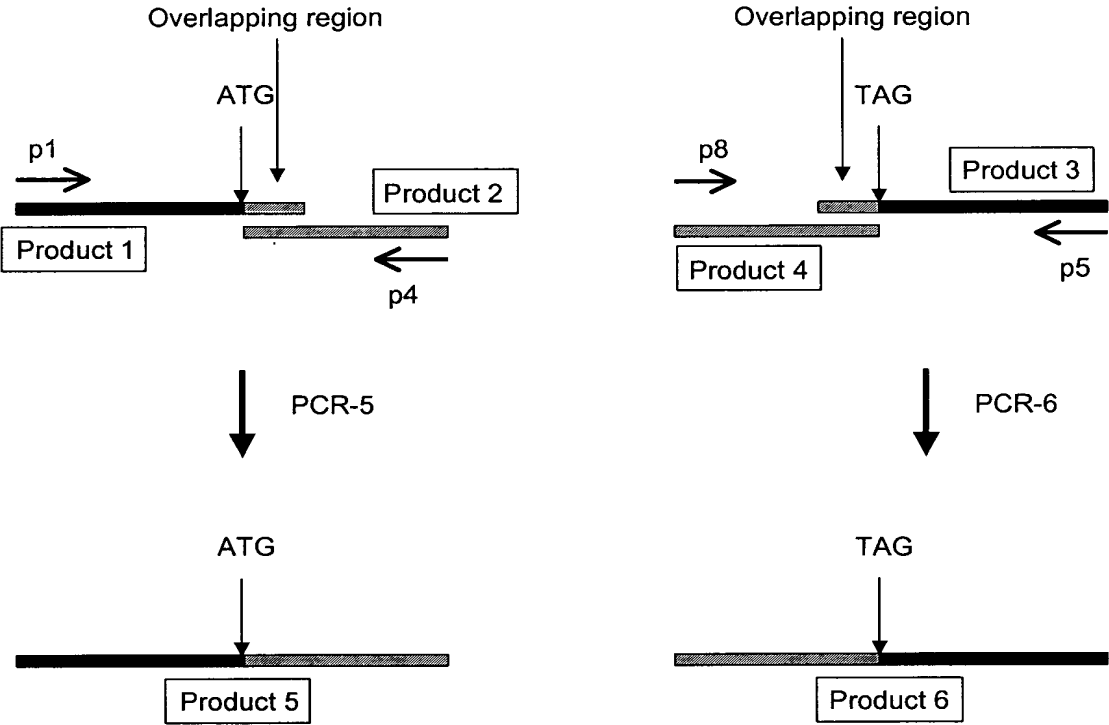 Overlapping region
Overlapping region
ATG
TAG
p1
p8
Product 2
Product 3
Product 1
Product 4
p4
p5
PCR-5
PCR-6
ATG
TAG
Product 5
Product 6